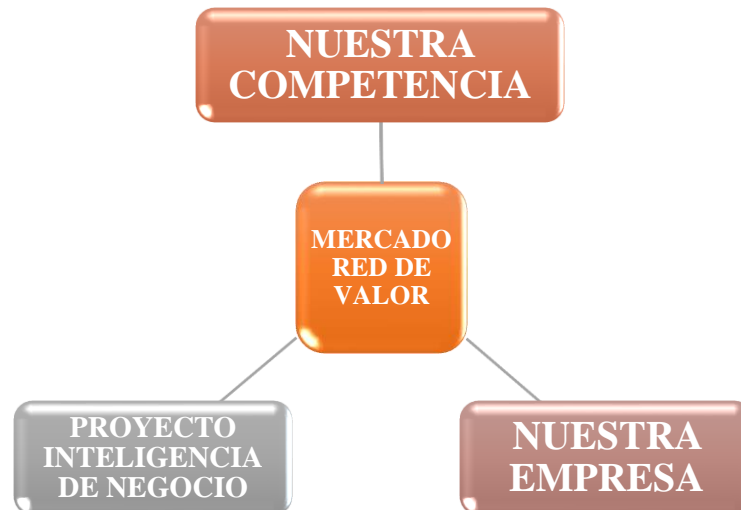 NUESTRA
COMPETENCIA
MERCADO
RED DE
VALOR
PROYECTO
INTELIGENCIA
DE NEGOCIO
NUESTRA
EMPRESA